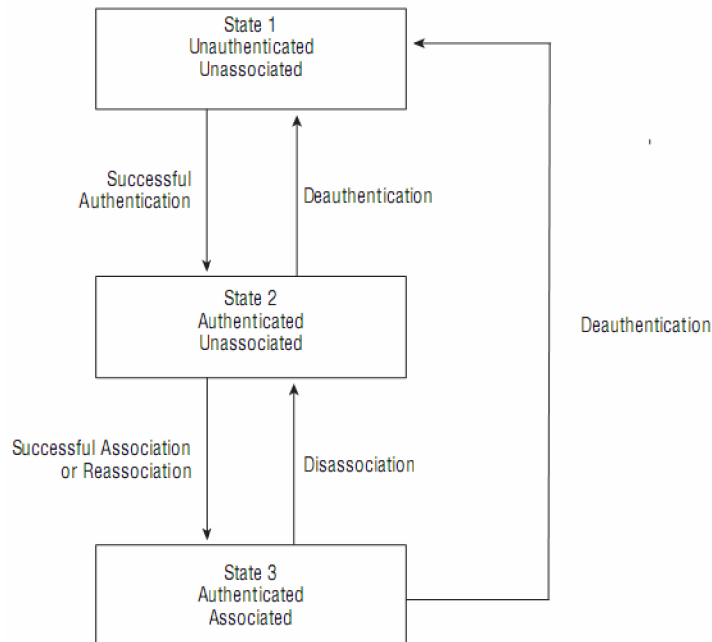 State 1
Unauthenticated
Unassociated
Successful
Authentication
Deauthentication
State 2
Authenticated
Unassociated
Deauthentication
Successful Association
or Reassociation
Disassociation
State 3
Authenticated
Associated